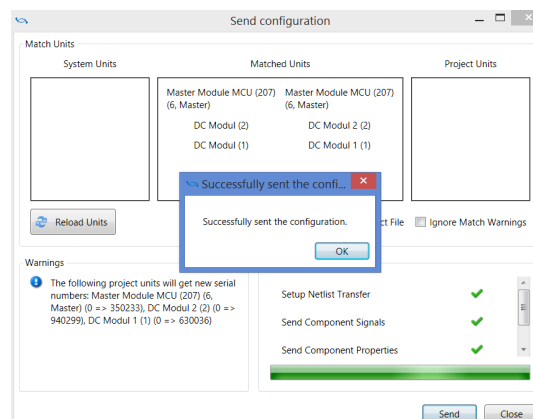 Send configuration
Match Units
System Units
Matched Units
Project Units
Master Module MCU (207) Master Module MCU (207)
(6, Master) (6, Master)
DC Modul (2) DC Modul 2 (2)
DC Modul (1) DC Modul 1 (1)
Successfully sent the confi...
Successfully sent the configuration.
OK
Reload Units
ct File
Ignore Match Warnings
Warnings
The following project units will get new serial
numbers: Master Module MCU (207) (6,
Master) (0 => 350233), DC Modul 2 (2) (0 =>
940299), DC Modul 1 (1) (0 => 630036)
Setup Netlist Transfer
Send Component Signals
Send Component Properties
Send
Close